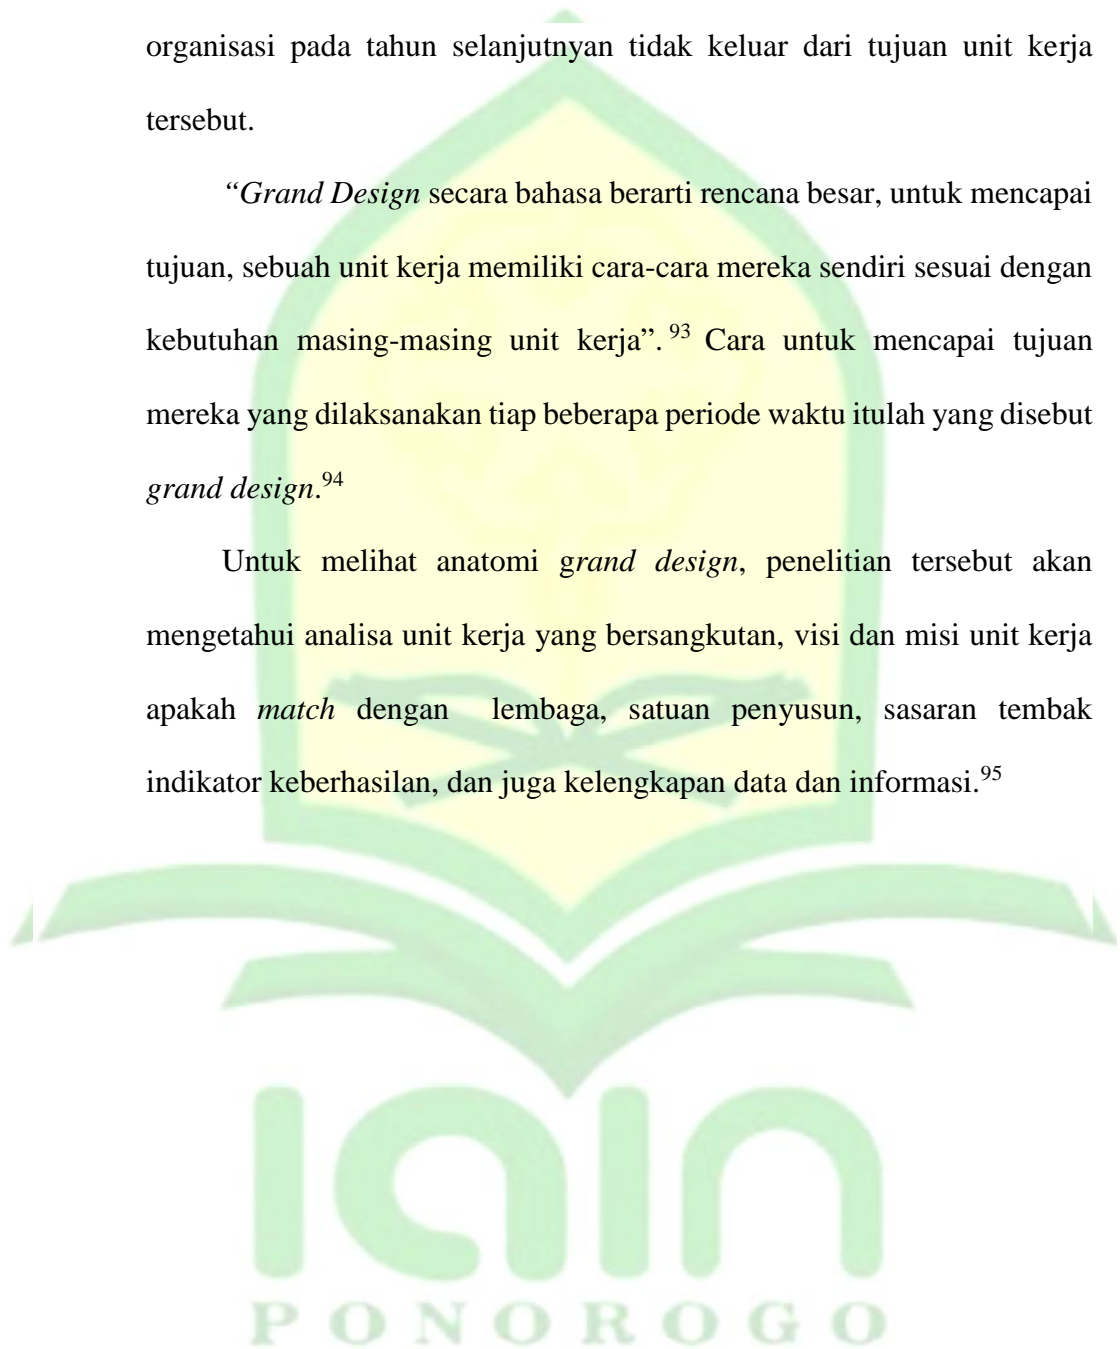 organisasi pada tahun selanjutnyan tidak keluar dari tujuan unit kerja
tersebut.
“Grand Design secara bahasa berarti rencana besar, untuk mencapai
tujuan, sebuah unit kerja memiliki cara-cara mereka sendiri sesuai dengan
kebutuhan masing-masing unit kerja”. 93 Cara untuk mencapai tujuan
mereka yang dilaksanakan tiap beberapa periode waktu itulah yang disebut
grand design.94
Untuk melihat anatomi grand design, penelitian tersebut akan
mengetahui analisa unit kerja yang bersangkutan, visi dan misi unit kerja
apakah match dengan lembaga, satuan penyusun, sasaran tembak
indikator keberhasilan, dan juga kelengkapan data dan informasi.95
iain
PONOROGO